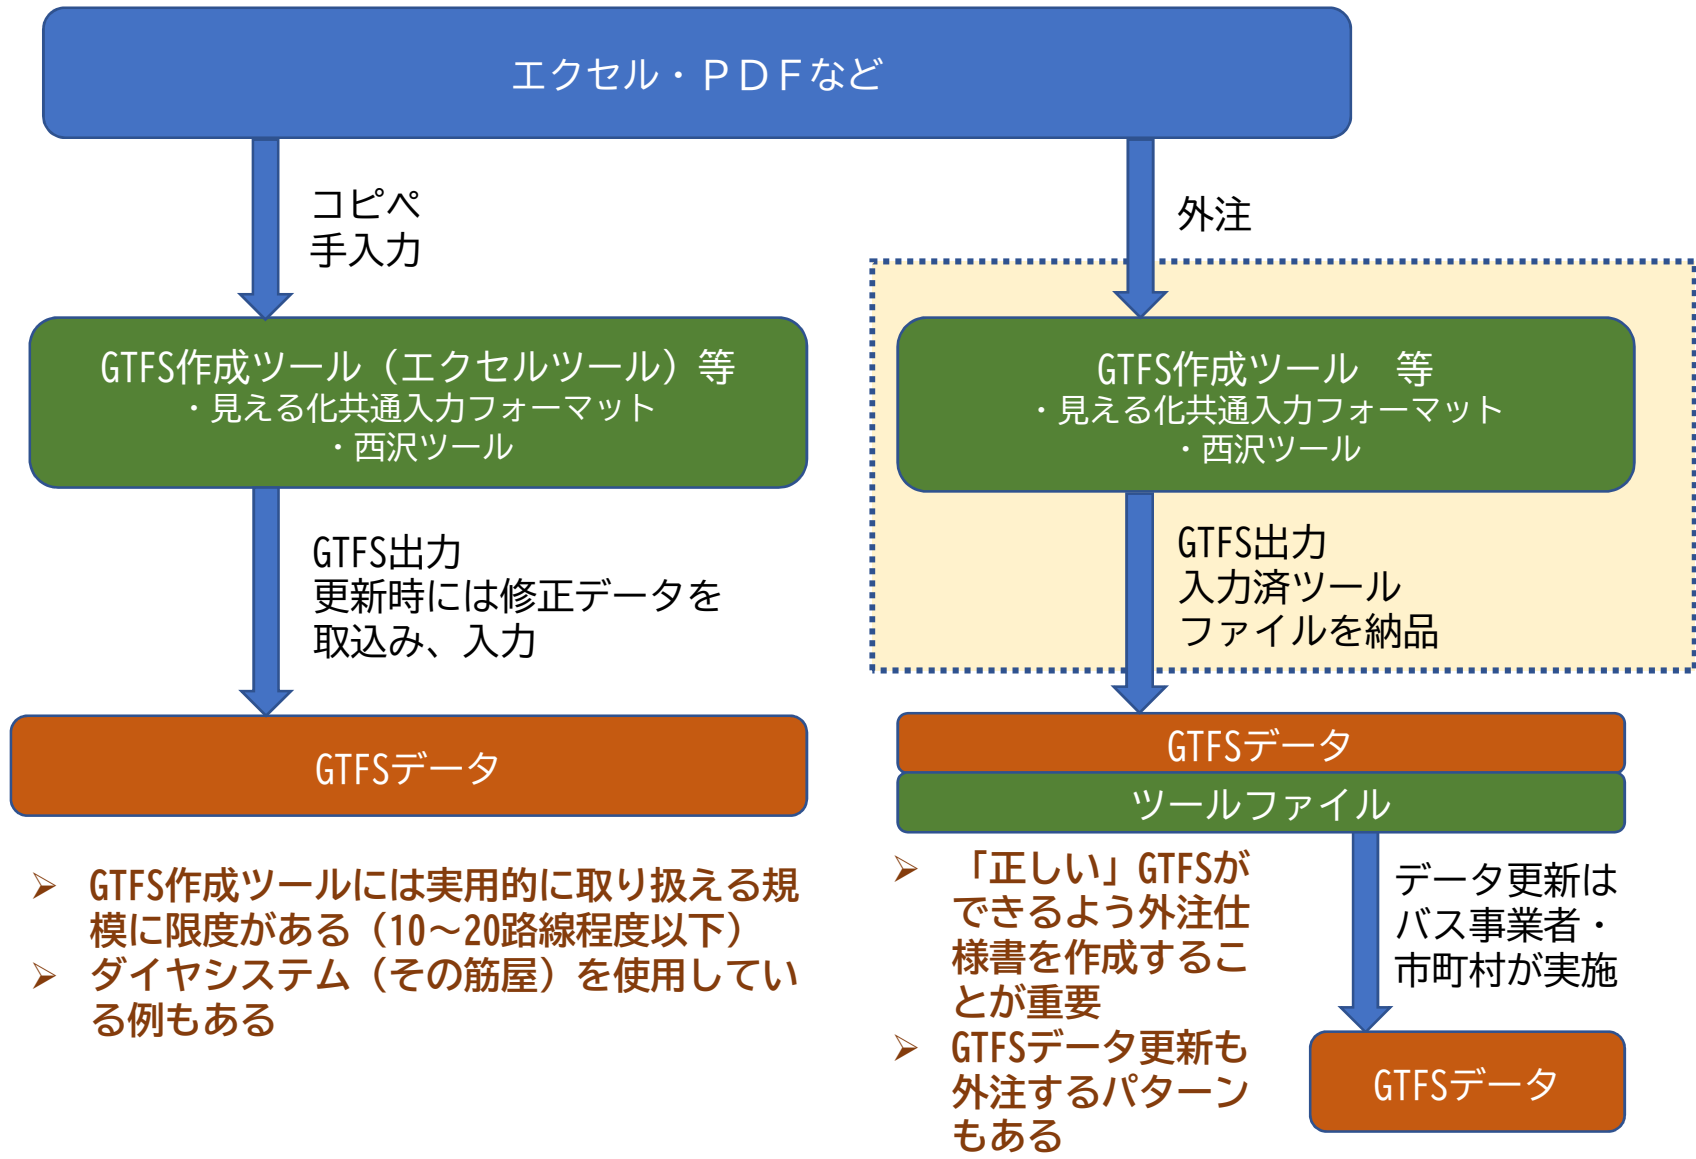 エクセル・ＰＤＦなど
コピペ
手入力
外注
GTFS作成ツール（エクセルツール）等
・見える化共通入力フォーマット
・西沢ツール
GTFS作成ツール　等
・見える化共通入力フォーマット
・西沢ツール
GTFS出力
更新時には修正データを
取込み、入力
GTFS出力
入力済ツール
ファイルを納品
GTFSデータ
GTFSデータ
ツールファイル
➢ GTFS作成ツールには実用的に取り扱える規
模に限度がある（10～20路線程度以下）
➢ ダイヤシステム（その筋屋）を使用してい
る例もある
➢ 「正しい」GTFSが
できるよう外注仕
様書を作成するこ
とが重要
➢ GTFSデータ更新も
外注するパターン
もある
データ更新は
バス事業者・
市町村が実施
GTFSデータ